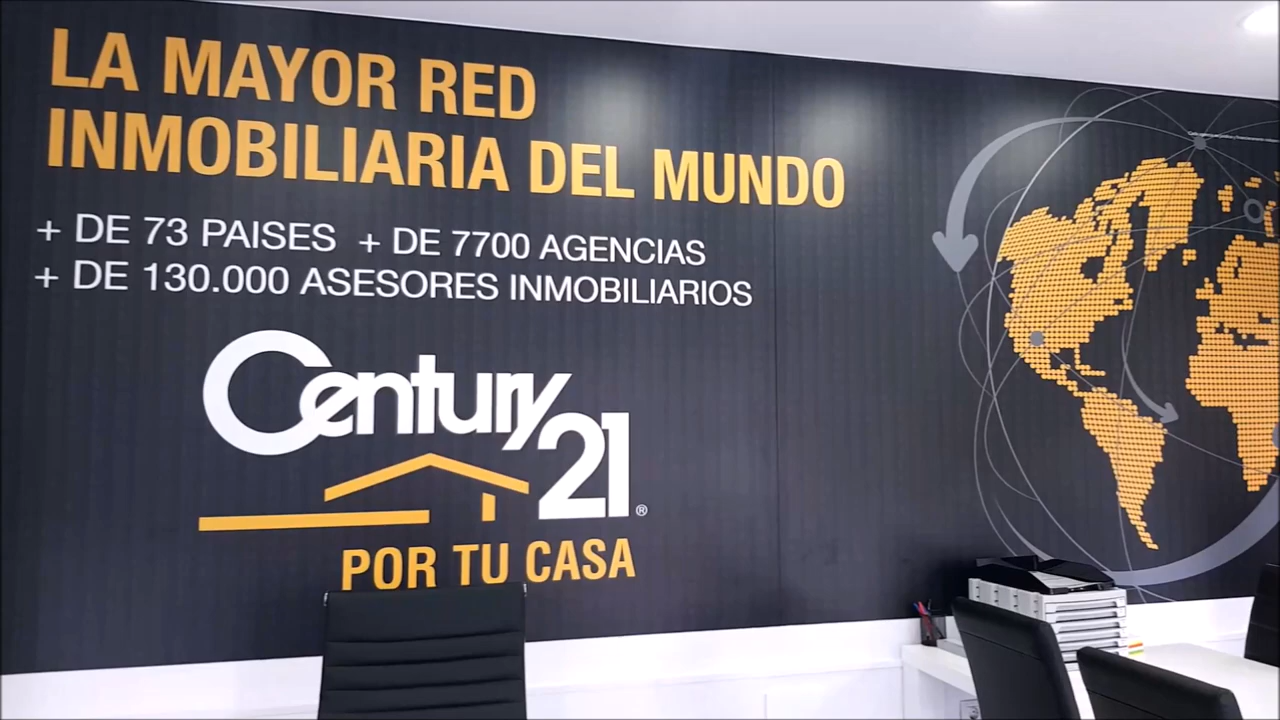 LA MAYOR RED
INMOBILIARIA DEL MUNDO
+ DE 73 PAISES + DE 7700 AGENCIAS
+ DE 130.000 ASESORES INMOBILIARIOS
Century
21®
POR TU CASA